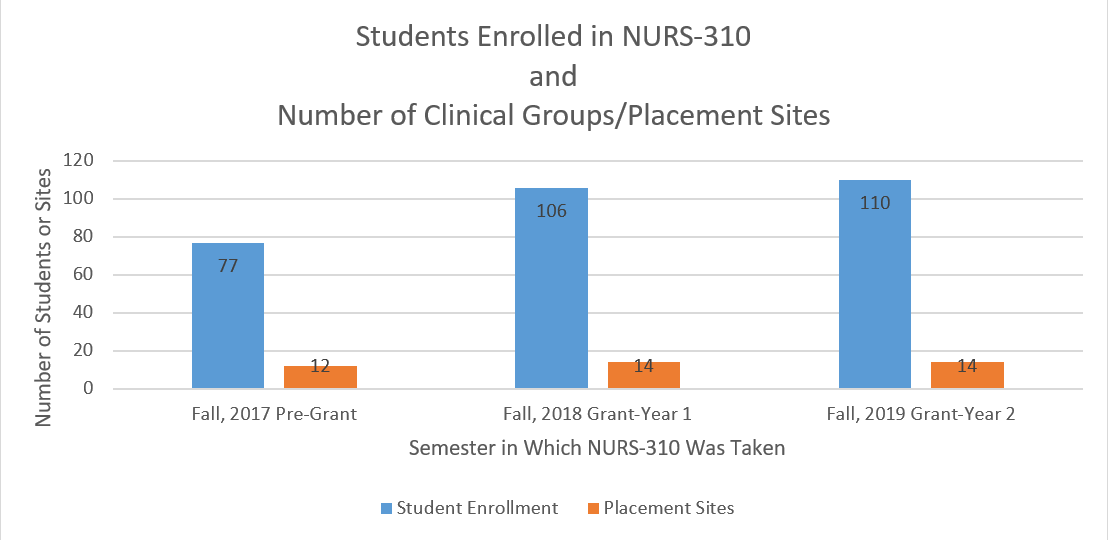 Students Enrolled in NURS-310
and
Number of Clinical Groups/Placement Sites
Number of Students or Sites
120
100
80
60
40
20
0
77
12
106
14
110
14
Fall, 2017 Pre-Grant
Fall, 2018 Grant-Year 1
Fall, 2019 Grant-Year 2
Semester in Which NURS-310 Was Taken
Student Enrollment
Placement Sites